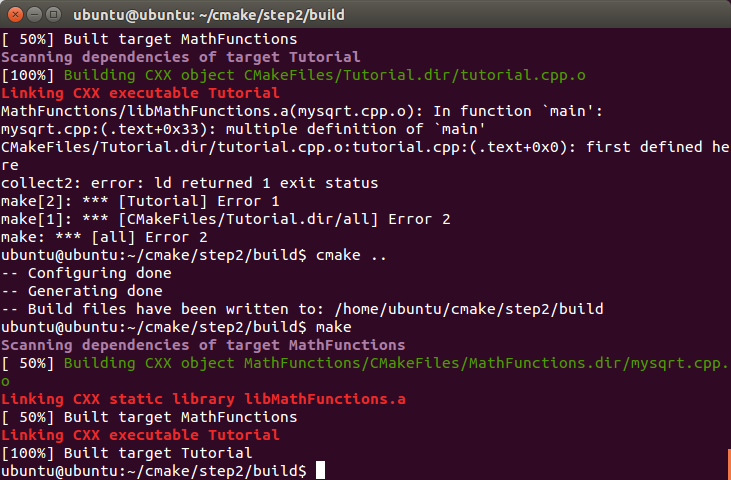 ubuntu@ubuntu: ~/cmake/step2/build
[ 50%] Built target MathFunctions
Scanning dependencies of target Tutorial
[100%] Building CXX object CMakeFiles/Tutorial.dir/tutorial.cpp.o
Linking CXX executable Tutorial
MathFunctions/libMathFunctions.a(mysqrt.cpp.o): In function `main':
mysqrt.cpp:(.text+0x33): multiple definition of `main'
CMakeFiles/Tutorial.dir/tutorial.cpp.o:tutorial.cpp:(.text+0x0): first defined he
re
collect2: error: ld returned 1 exit status
make[2]: *** [Tutorial] Error 1
make[1]: *** [CMakeFiles/Tutorial.dir/all] Error 2
make: *** [all] Error 2
ubuntu@ubuntu:~/cmake/step2/build$ cmake ..
-- Configuring done
-- Generating done
-- Build files have been written to: /home/ubuntu/cmake/step2/build
ubuntu@ubuntu:~/cmake/step2/build$ make
Scanning dependencies of target MathFunctions
[ 50%] Building CXX object MathFunctions/CMakeFiles/MathFunctions.dir/mysqrt.cpp.
o
Linking CXX static library libMathFunctions.a
[ 50%] Built target MathFunctions
Linking CXX executable Tutorial
[100%] Built target Tutorial
ubuntu@ubuntu:~/cmake/step2/build$